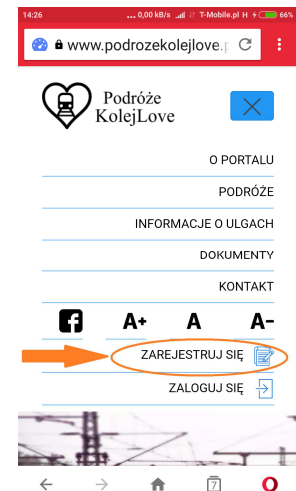 14:26 ... 0,00 kB/s T-Mobile.pl H 66%
www.podrozekolejlove.p
Podróże
KolejLove
O PORTALU
PODRÓŻE
INFORMACJE O ULGACH
DOKUMENTY
KONTAKT
A+ A A-
ZAREJESTRUJ SIĘ
ZALOGUJ SIĘ
7